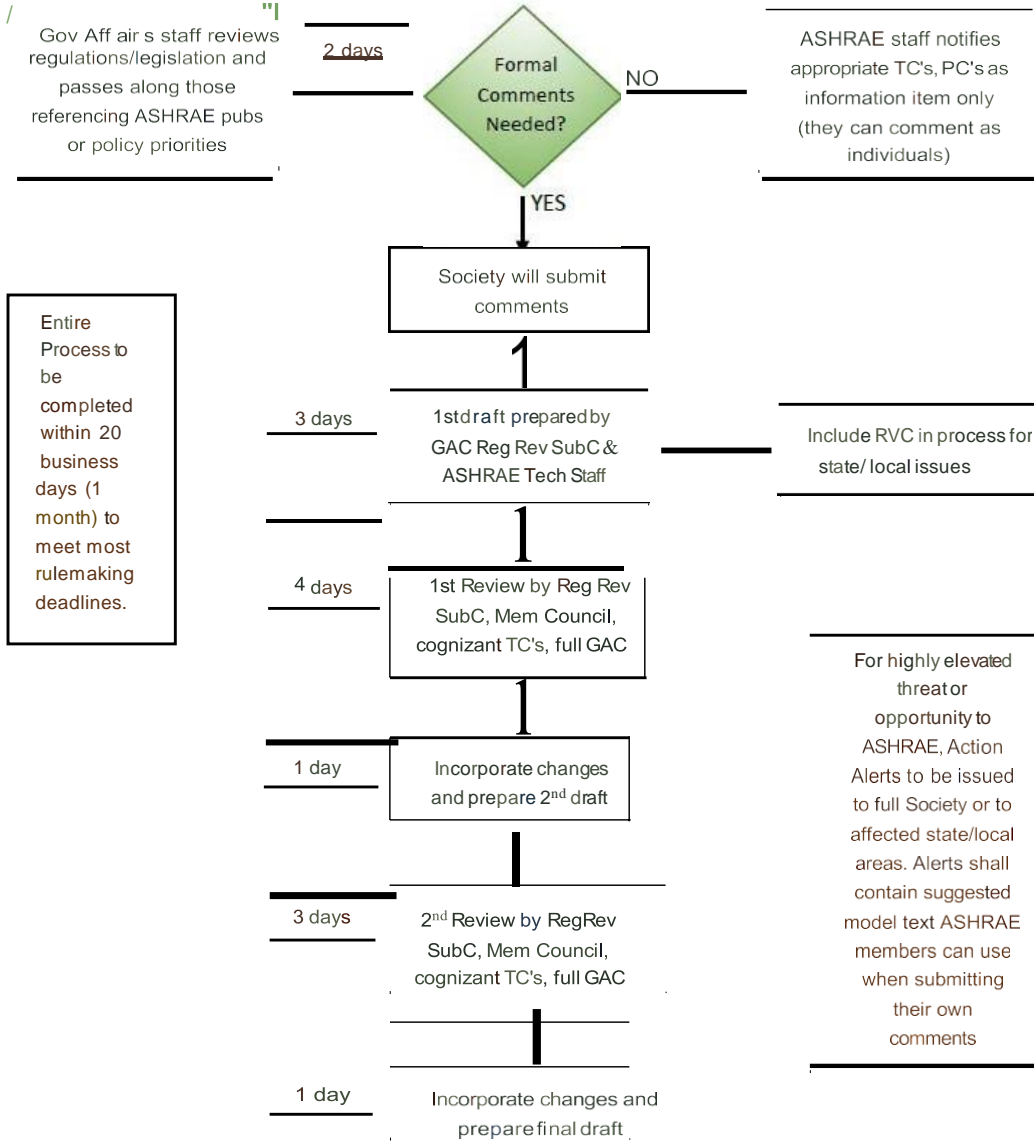 Gov Aff air s staff reviews
regulations/legislation and
passes along those
referencing ASHRAE pubs
or policy priorities
2 days
Formal
Comments
Needed?
NO
ASHRAE staff notifies
appropriate TC's, PC's as
information item only
(they can comment as
individuals)
YES
Society will submit
comments
Entire
Process to
be
completed
within 20
business
days (1
month) to
meet most
rulemaking
deadlines.
3 days
1st draft prepared by
GAC Reg Rev SubC &
ASHRAE Tech Staff
Include RVC in process for
state/ local issues
4 days
1st Review by Reg Rev
SubC, Mem Council,
cognizant TC's, full GAC
1 day
Incorporate changes
and prepare 2nd draft
For highly elevated
threat or
opportunity to
ASHRAE, Action
Alerts to be issued
to full Society or to
affected state/local
areas. Alerts shall
contain suggested
model text ASHRAE
members can use
when submitting
their own
comments
3 days
2nd Review by RegRev
SubC, Mem Council,
cognizant TC's, full GAC
1 day
Incorporate changes and
prepare final draft